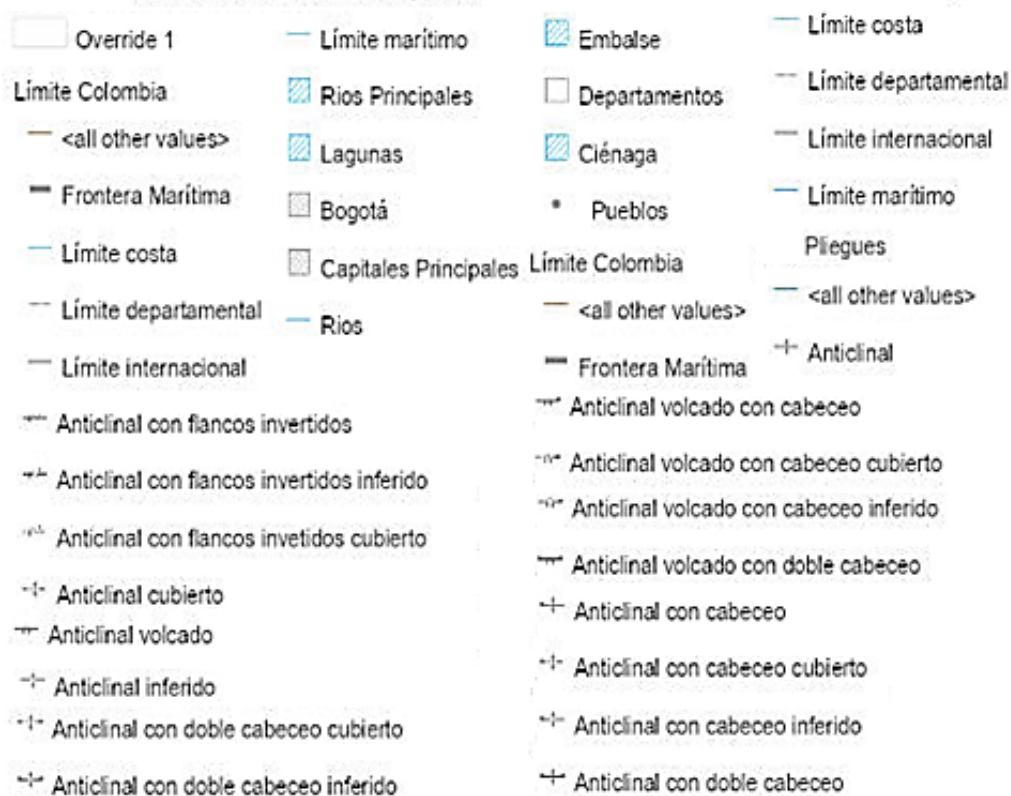 Override 1
Límite Colombia
<all other values>
Frontera Marítima
Límite costa
Límite departamental
Límite internacional
Límite marítimo
Rios Principales
Lagunas
Bogotá
Capitales Principales
Rios
Embalse
Departamentos
Ciénaga
Pueblos
Límite Colombia
<all other values>
Frontera Marítima
Límite costa
Límite departamental
Límite internacional
Límite marítimo
Pliegues
<all other values>
Anticlinal
Anticlinal con flancos invertidos
Anticlinal con flancos invertidos inferido
Anticlinal con flancos invetidos cubierto
Anticlinal cubierto
Anticlinal volcado
Anticlinal inferido
Anticlinal con doble cabeceo cubierto
Anticlinal con doble cabeceo inferido
Anticlinal volcado con cabeceo
Anticlinal volcado con cabeceo cubierto
Anticlinal volcado con cabeceo inferido
Anticlinal volcado con doble cabeceo
Anticlinal con cabeceo
Anticlinal con cabeceo cubierto
Anticlinal con cabeceo inferido
Anticlinal con doble cabeceo